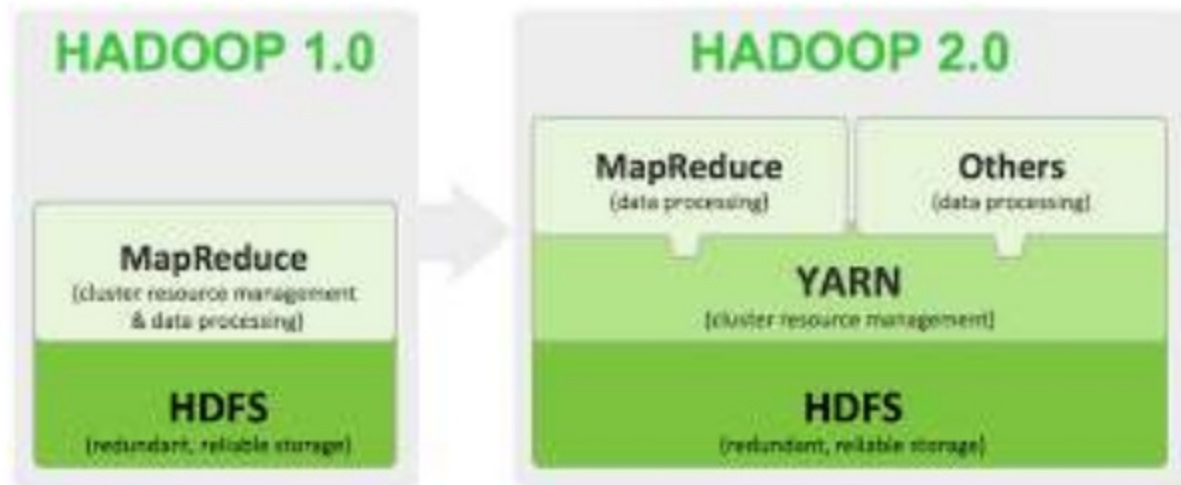 HADOOP 1.0
MapReduce
(cluster resource management
& data processing)
HDFS
(redundant, reliable storage)
HADOOP 2.0
MapReduce
(data processing)
Others
(data processing)
YARN
(cluster resource management)
HDFS
(redundant, reliable storage)